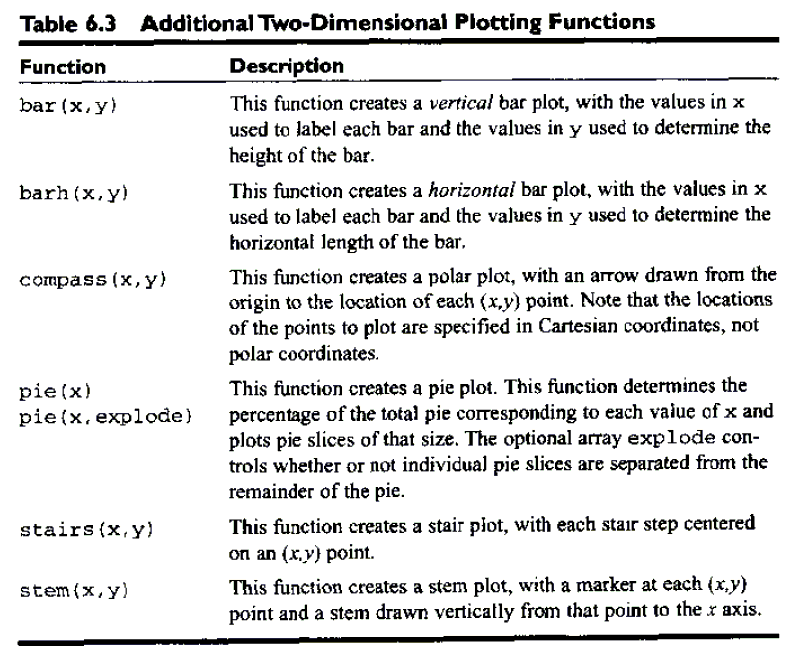 Table 6.3 Additional Two-Dimensional Plotting Functions
Function Description
bar(x,y) This function creates a vertical bar plot, with the values in x
used to label each bar and the values in y used to determine the
height of the bar.
barh(x,y) This function creates a horizontal bar plot, with the values in x
used to label each bar and the values in y used to determine the
horizontal length of the bar.
compass(x,y) This function creates a polar plot, with an arrow drawn from the
origin to the location of each (x,y) point. Note that the locations
of the points to plot are specified in Cartesian coordinates, not
polar coordinates.
pie(x) This function creates a pie plot. This function determines the
pie(x,explode) percentage of the total pie corresponding to each value of x and
plots pie slices of that size. The optional array explode con-
trols whether or not individual pie slices are separated from the
remainder of the pie.
stairs(x,y) This function creates a stair plot, with each stair step centered
on an (x,y) point.
stem(x,y) This function creates a stem plot, with a marker at each (x,y)
point and a stem drawn vertically from that point to the x axis.